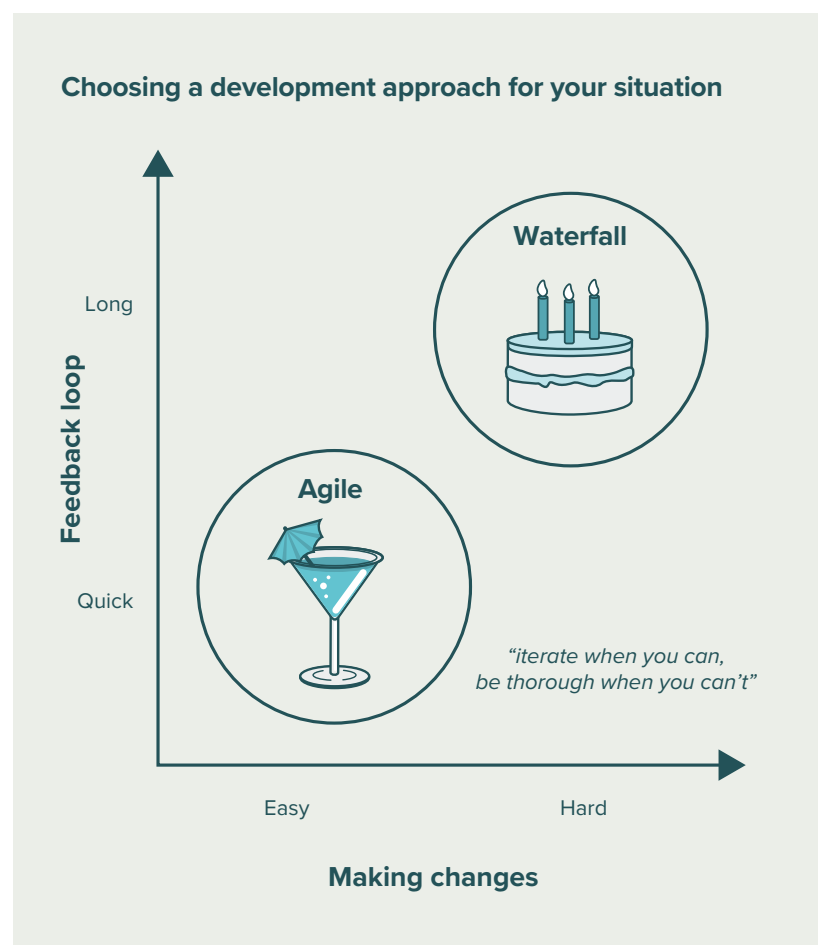 Choosing a development approach for your situation
Waterfall
Long
Feedback loop
Agile
Quick
“iterate when you can,
be thorough when you can’t”
Easy
Hard
Making changes